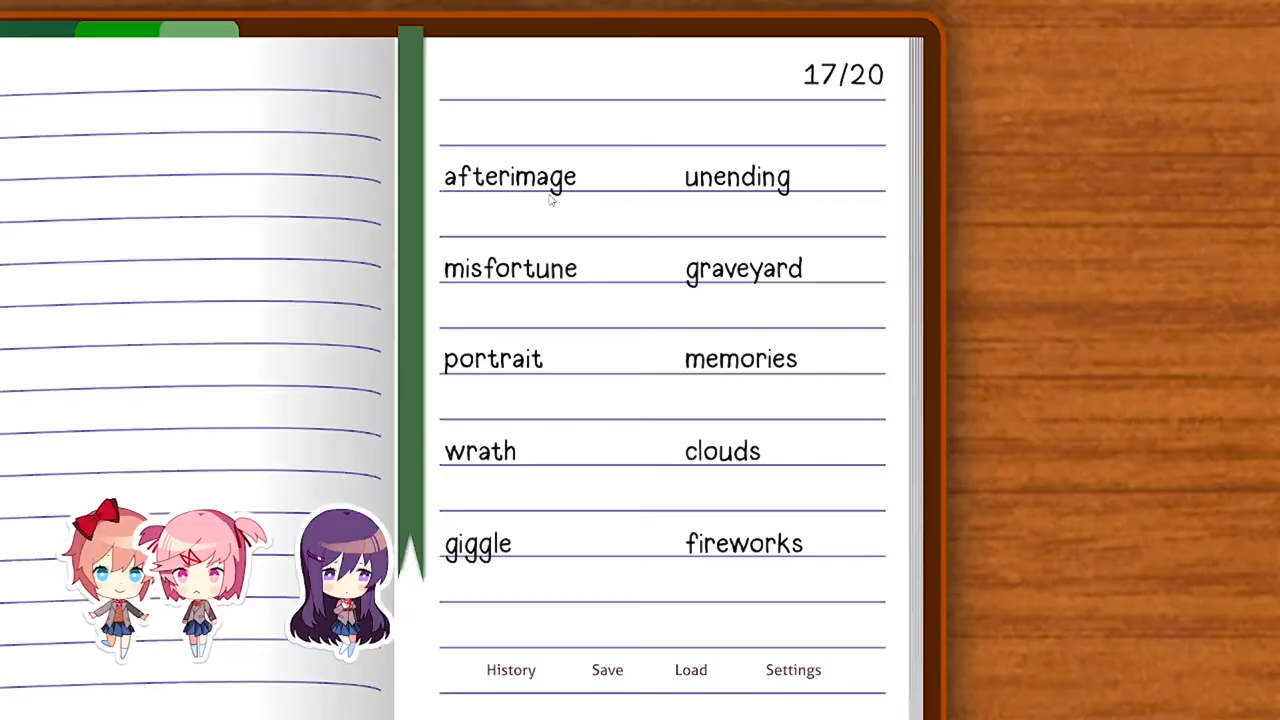 17/20
afterimage unending
misfortune graveyard
portrait memories
wrath clouds
giggle fireworks
History Save Load Settings